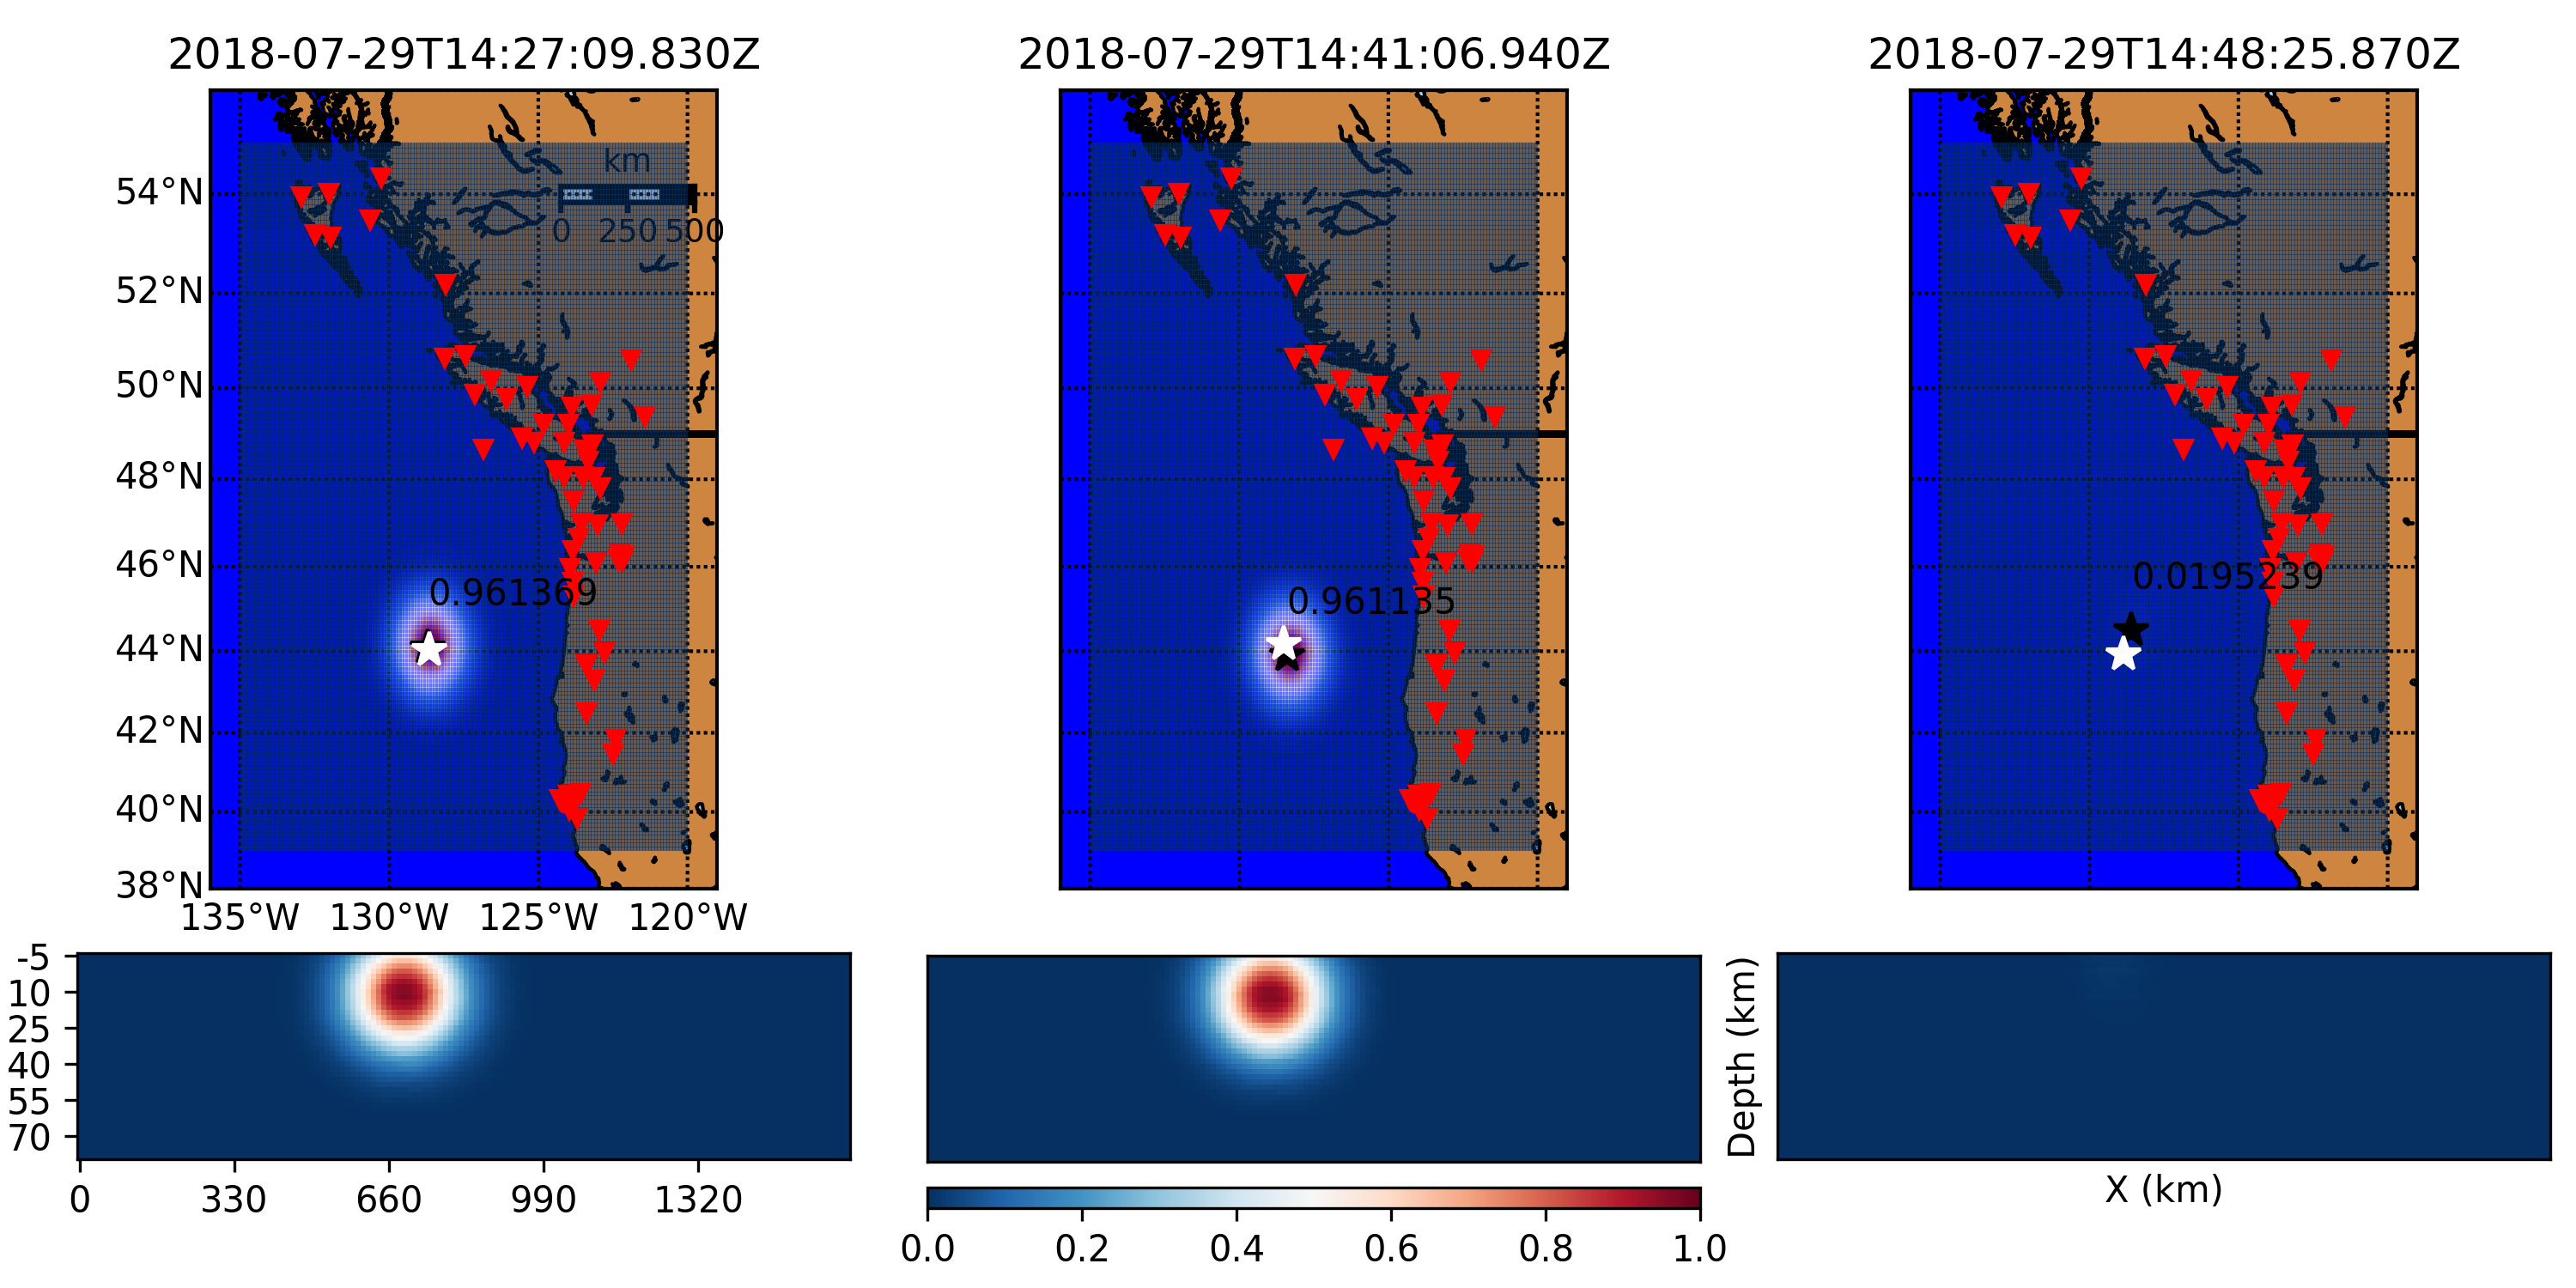 2018-07-29T14:27:09.830Z
2018-07-29T14:41:06.940Z
2018-07-29T14:48:25.870Z
km
0 250 500
54°N
52°N
50°N
48°N
46°N
44°N
42°N
40°N
38°N
0.961369
0.961135
0.0195239
135°W 130°W 125°W 120°W
-5
10
25
40
55
70
0 330 660 990 1320
Depth (km)
X (km)
0.0 0.2 0.4 0.6 0.8 1.0